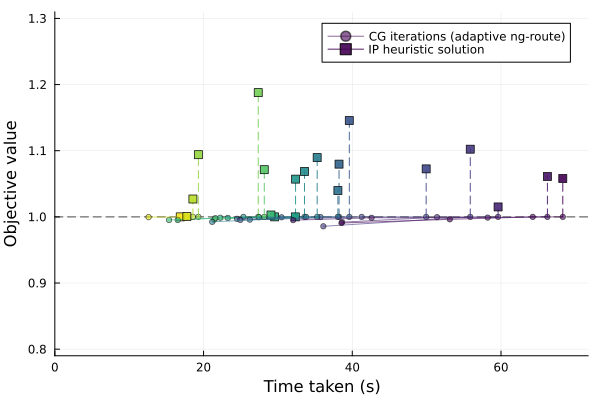 1.3
1.2
1.1
1.0
0.9
0.8
Objective value
CG iterations (adaptive ng-route)
IP heuristic solution
0
20
40
60
Time taken (s)